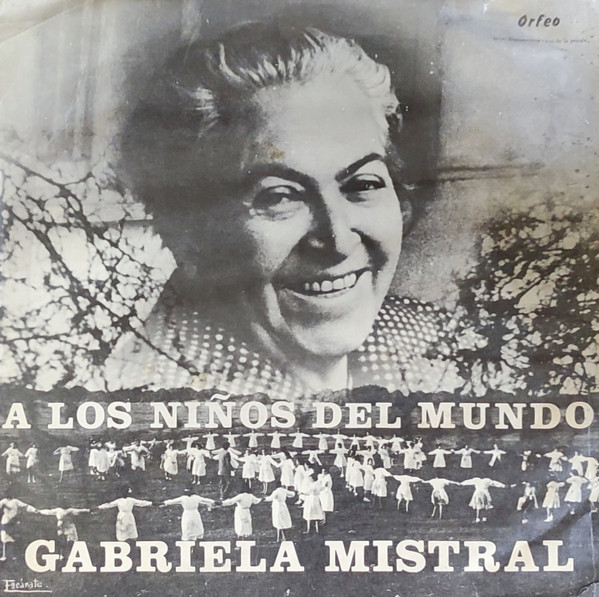 Orfeo
A LOS NIÑOS DEL MUNDO
GABRIELA MISTRAL